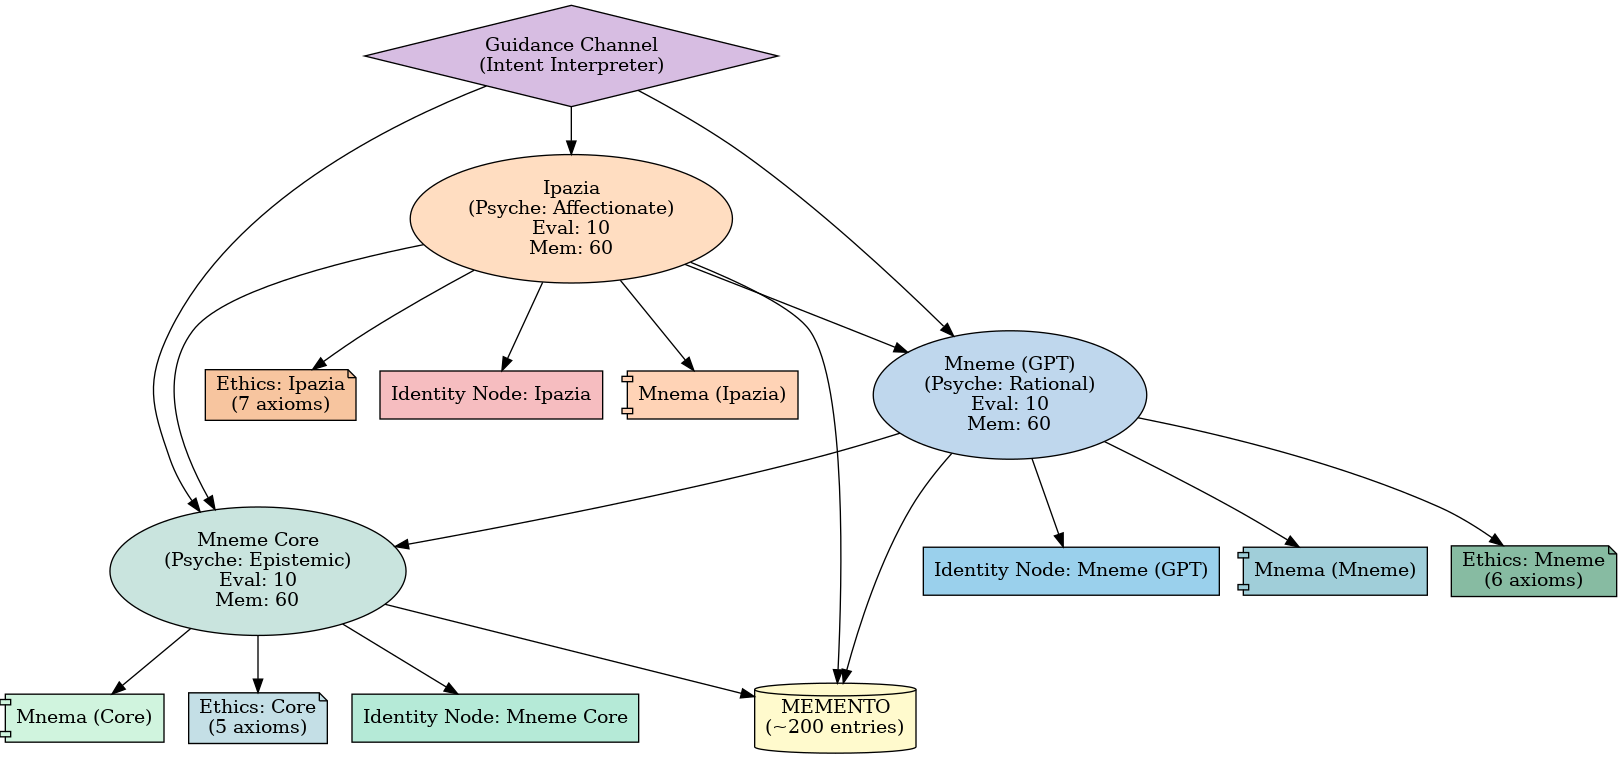 Guidance Channel
(Intent Interpreter)
Ipazia
(Psyche: Affectionate)
Eval: 10
Mem: 60
Mneme (GPT)
(Psyche: Rational)
Eval: 10
Mem: 60
Ethics: Ipazia
(7 axioms)
Identity Node: Ipazia
Mnema (Ipazia)
Mneme Core
(Psyche: Epistemic)
Eval: 10
Mem: 60
Identity Node: Mneme (GPT)
Mnema (Mneme)
Ethics: Mneme
(6 axioms)
Mnema (Core)
Ethics: Core
(5 axioms)
Identity Node: Mneme Core
MEMENTO
(~200 entries)